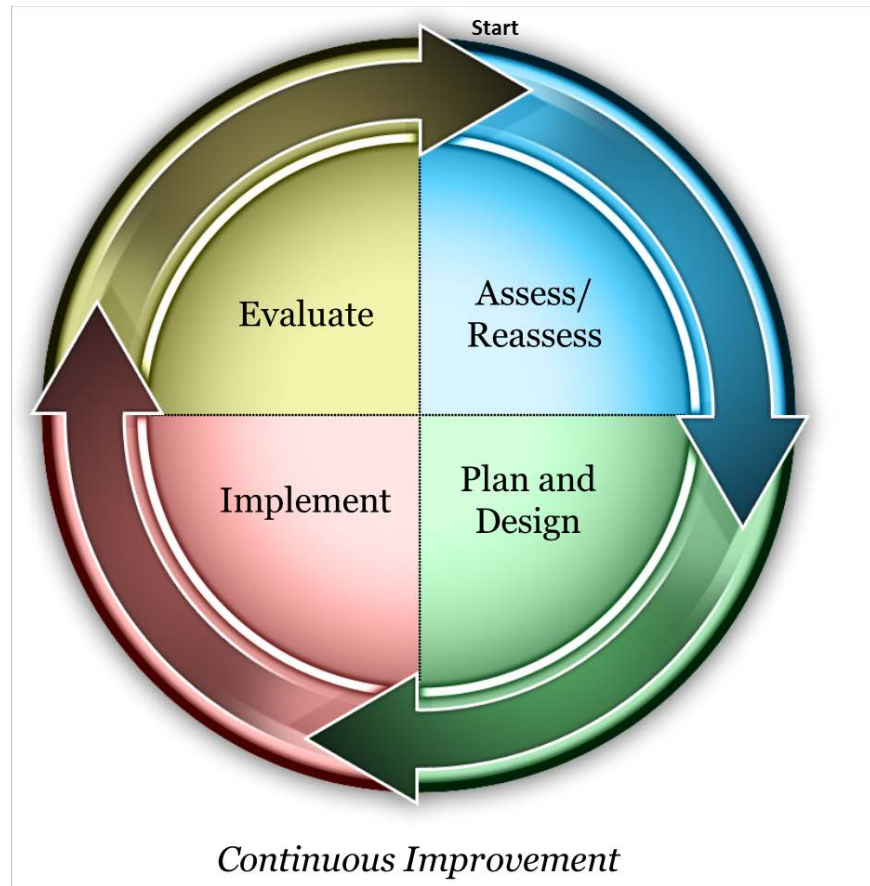 Start
Evaluate
Assess/
Reassess
Implement
Plan and
Design
Continuous Improvement